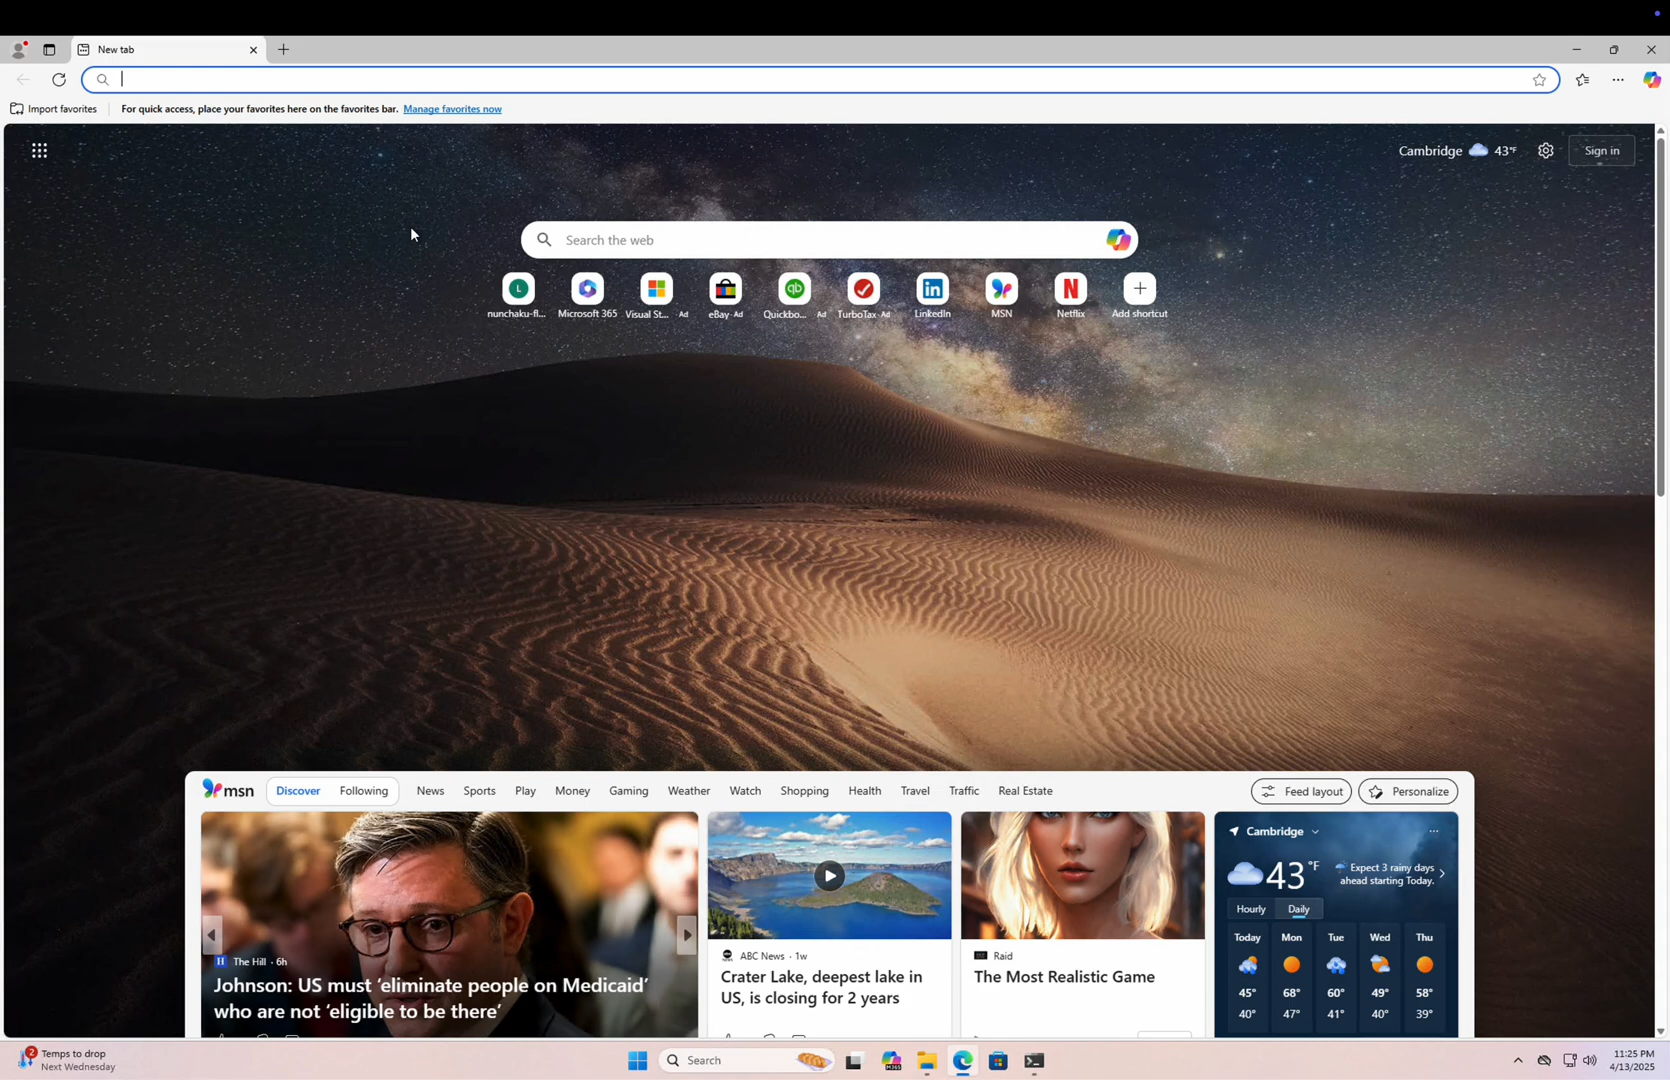 New tab
Import favorites
For quick access, place your favorites here on the favorites bar. Manage favorites now
Cambridge 43°F
Sign in
Search the web
nunchaku-fl...
Microsoft 365
Visual St... Ad
eBay · Ad
Quickbo... Ad
TurboTax · Ad
LinkedIn
MSN
Netflix
Add shortcut
msn
Discover Following News Sports Play Money Gaming Weather Watch Shopping Health Travel Traffic Real Estate
Feed layout
Personalize
The Hill · 6h
Johnson: US must ‘eliminate people on Medicaid’
who are not ‘eligible to be there’
ABC News · 1w
Crater Lake, deepest lake in
US, is closing for 2 years
Raid
The Most Realistic Game
Cambridge
43°F
Expect 3 rainy days
ahead starting Today.
Hourly Daily
Today Mon Tue Wed Thu
45° 68° 60° 49° 58°
40° 47° 41° 40° 39°
2
Temps to drop
Next Wednesday
Search
M365
11:25 PM
4/13/2025